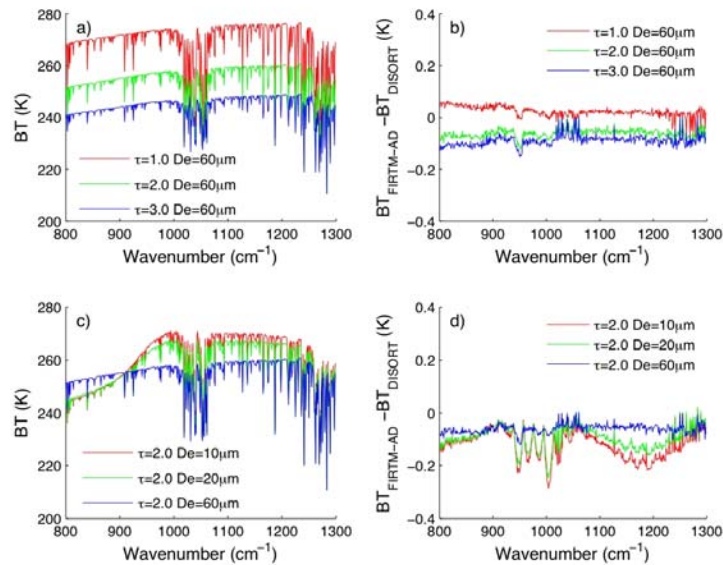 a)
280
260
240
220
200
BT (K)
τ=1.0 De=60μm
τ=2.0 De=60μm
τ=3.0 De=60μm
800 900 1000 1100 1200 1300
Wavenumber (cm⁻¹)
b)
0.4
0.2
0
−0.2
−0.4
BT_FIRTM−AD −BT_DISORT (K)
τ=1.0 De=60μm
τ=2.0 De=60μm
τ=3.0 De=60μm
800 900 1000 1100 1200 1300
Wavenumber (cm⁻¹)
c)
280
260
240
220
200
BT (K)
τ=2.0 De=10μm
τ=2.0 De=20μm
τ=2.0 De=60μm
800 900 1000 1100 1200 1300
Wavenumber (cm⁻¹)
d)
0.4
0.2
0
−0.2
−0.4
BT_FIRTM−AD −BT_DISORT (K)
τ=2.0 De=10μm
τ=2.0 De=20μm
τ=2.0 De=60μm
800 900 1000 1100 1200 1300
Wavenumber (cm⁻¹)